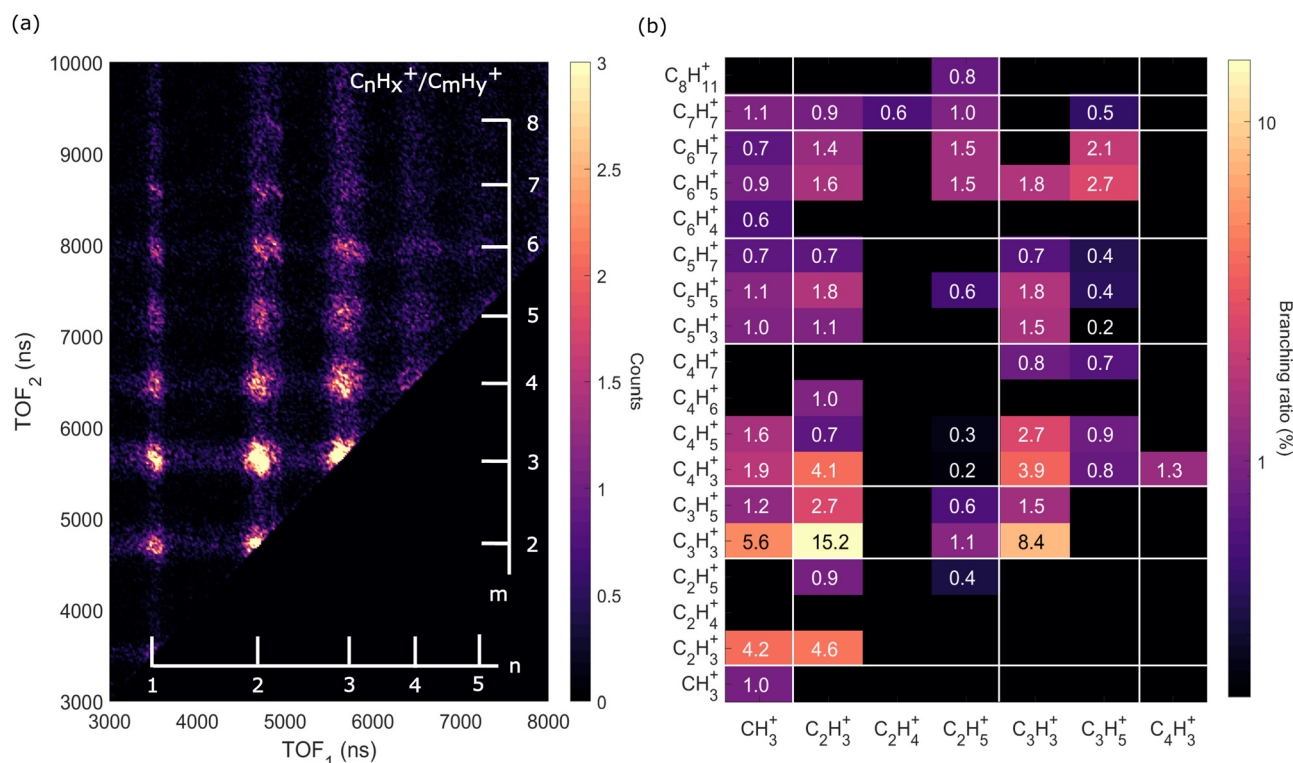 (a)
10000
9000
8000
7000
6000
5000
4000
3000
TOF₂ (ns)
CₙHₓ⁺/CₘHᵧ⁺
8
7
6
5
4
3
2
m
n
1 2 3 4 5
3000 4000 5000 6000 7000 8000
TOF₁ (ns)
3
2.5
2
1.5
1
0.5
0
Counts
(b)
C₈H₁₁⁺ 0.8
C₇H₇⁺ 1.1 0.9 0.6 1.0 0.5
C₆H₇⁺ 0.7 1.4 1.5 2.1
C₆H₅⁺ 0.9 1.6 1.5 1.8 2.7
C₆H₄⁺ 0.6
C₅H₇⁺ 0.7 0.7 0.7 0.4
C₅H₅⁺ 1.1 1.8 0.6 1.8 0.4
C₅H₃⁺ 1.0 1.1 1.5 0.2
C₄H₇⁺ 0.8 0.7
C₄H₆⁺ 1.0
C₄H₅⁺ 1.6 0.7 0.3 2.7 0.9
C₄H₃⁺ 1.9 4.1 0.2 3.9 0.8 1.3
C₃H₅⁺ 1.2 2.7 0.6 1.5
C₃H₃⁺ 5.6 15.2 1.1 8.4
C₂H₅⁺ 0.9 0.4
C₂H₄⁺
C₂H₃⁺ 4.2 4.6
CH₃⁺ 1.0
CH₃⁺ C₂H₃⁺ C₂H₄⁺ C₂H₅⁺ C₃H₃⁺ C₃H₅⁺ C₄H₃⁺
10
1
Branching ratio (%)